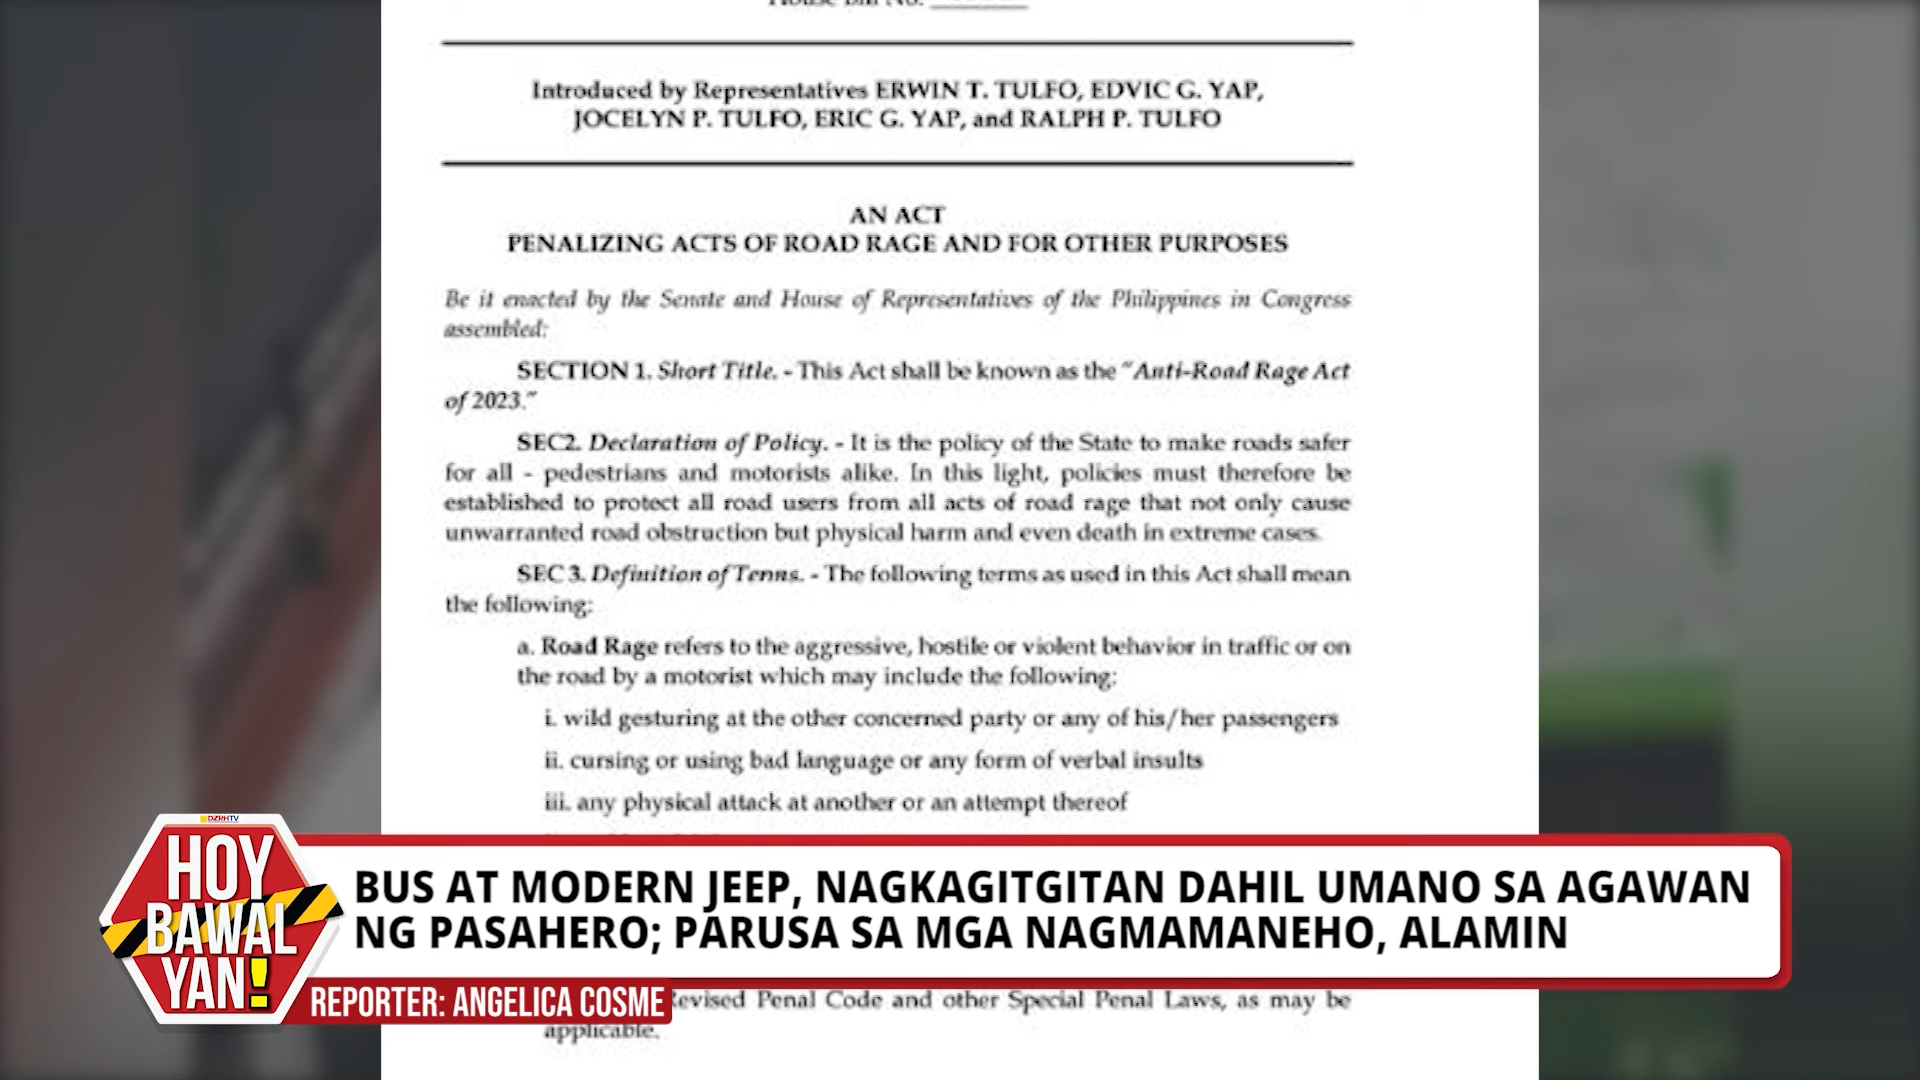 House Bill No.
Introduced by Representatives ERWIN T. TULFO, EDVIC G. YAP,
JOCELYN P. TULFO, ERIC G. YAP, and RALPH P. TULFO
AN ACT
PENALIZING ACTS OF ROAD RAGE AND FOR OTHER PURPOSES
Be it enacted by the Senate and House of Representatives of the Philippines in Congress
assembled:
SECTION 1. Short Title. - This Act shall be known as the "Anti-Road Rage Act
of 2023."
SEC2. Declaration of Policy. - It is the policy of the State to make roads safer
for all - pedestrians and motorists alike. In this light, policies must therefore be
established to protect all road users from all acts of road rage that not only cause
unwarranted road obstruction but physical harm and even death in extreme cases.
SEC 3. Definition of Terms. - The following terms as used in this Act shall mean
the following:
a. Road Rage refers to the aggressive, hostile or violent behavior in traffic or on
the road by a motorist which may include the following:
i. wild gesturing at the other concerned party or any of his/her passengers
ii. cursing or using bad language or any form of verbal insults
iii. any physical attack at another or an attempt thereof
DZRHTV
HOY
BAWAL
YAN!
BUS AT MODERN JEEP, NAGKAGITGITAN DAHIL UMANO SA AGAWAN
NG PASAHERO; PARUSA SA MGA NAGMAMANEHO, ALAMIN
REPORTER: ANGELICA COSME
Revised Penal Code and other Special Penal Laws, as may be
applicable.